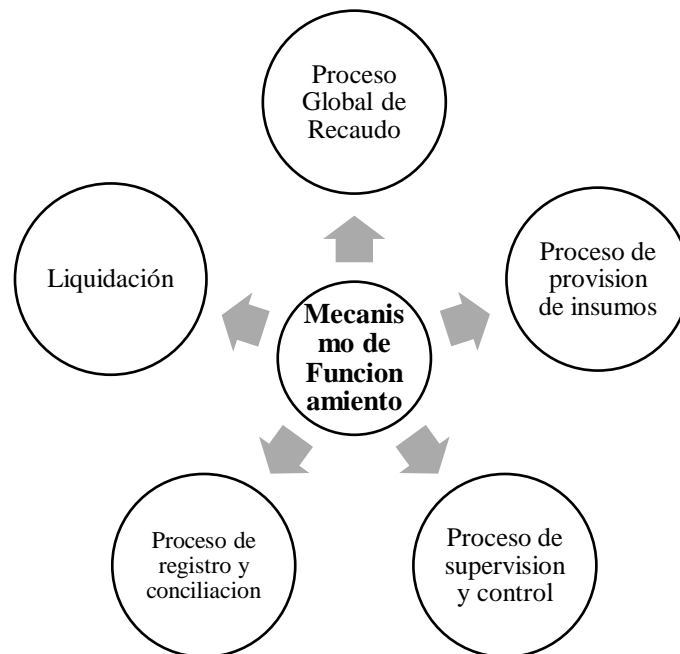 Proceso
Global de
Recaudo
Liquidación
Proceso de
provision
de insumos
Mecanis
mo de
Funcion
amiento
Proceso de
registro y
conciliacion
Proceso de
supervision
y control